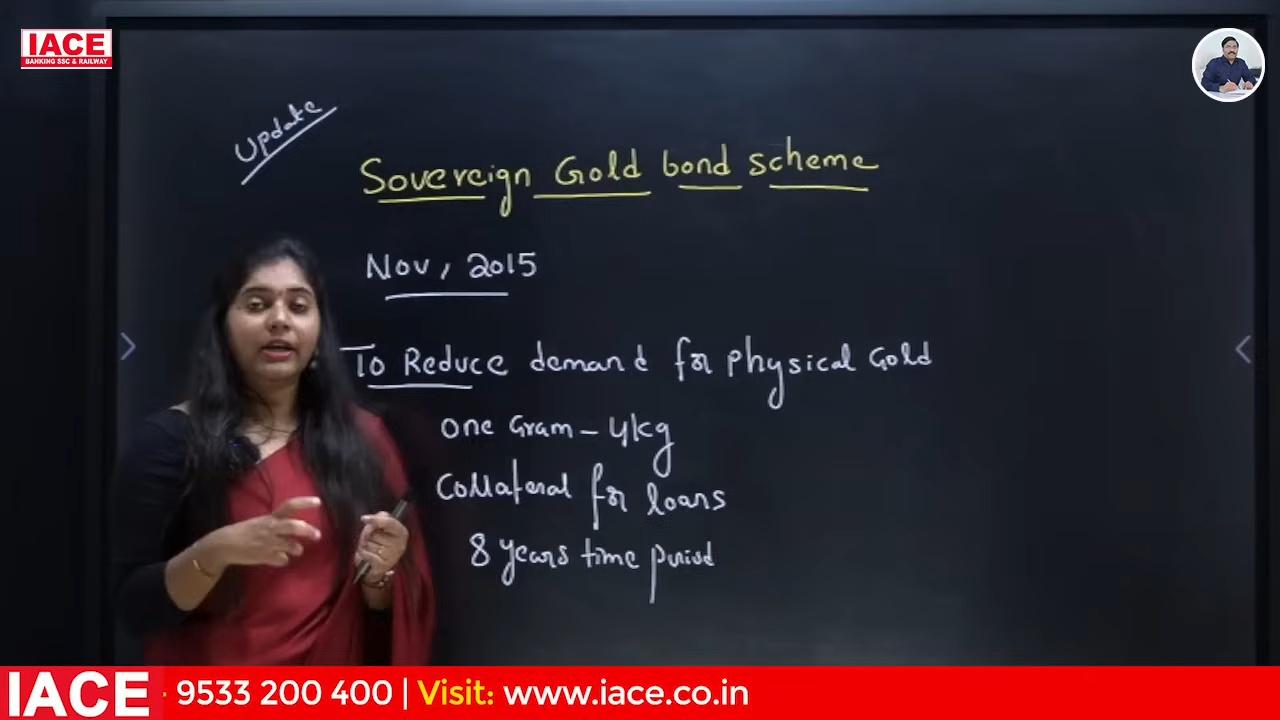 IACE
BANKING SSC & RAILWAY
Update
Sovereign Gold bond scheme
Nov, 2015
To Reduce demand for physical Gold
One Gram - 4kg
Collateral for loans
8 years time period
IACE - 9533 200 400 | Visit: www.iace.co.in